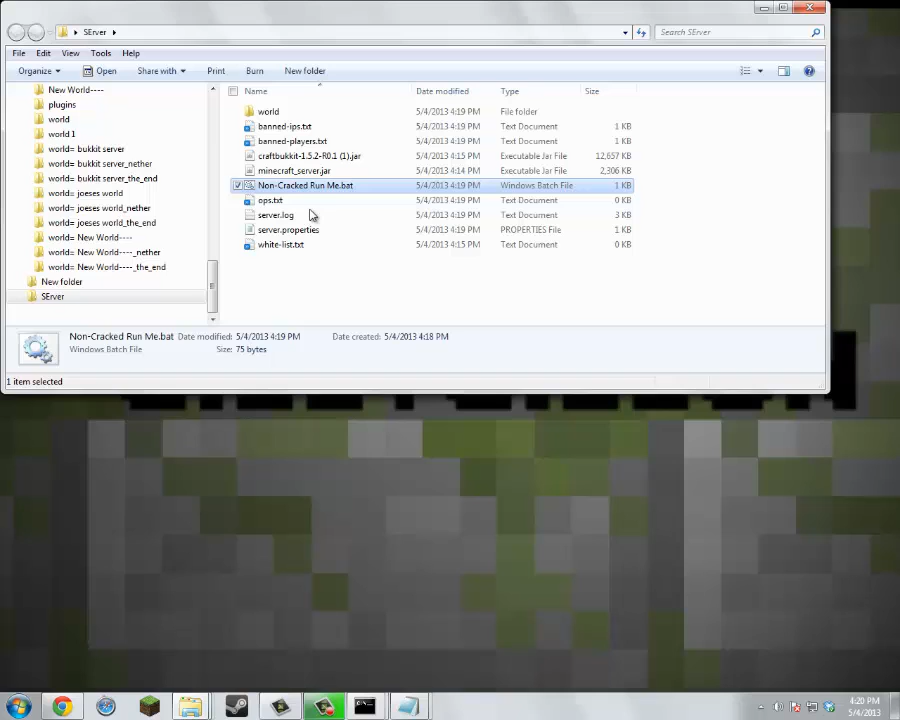 SErver
Search SErver
File Edit View Tools Help
Organize Open Share with Print Burn New folder
Name Date modified Type Size
New World----
plugins
world
world 1
world= bukkit server
world= bukkit server_nether
world= bukkit server_the_end
world= joeses world
world= joeses world_nether
world= joeses world_the_end
world= New World----
world= New World----_nether
world= New World----_the_end
New folder
SErver
world 5/4/2013 4:19 PM File folder
banned-ips.txt 5/4/2013 4:19 PM Text Document 1 KB
banned-players.txt 5/4/2013 4:19 PM Text Document 1 KB
craftbukkit-1.5.2-R0.1 (1).jar 5/4/2013 4:15 PM Executable Jar File 12,657 KB
minecraft_server.jar 5/4/2013 4:14 PM Executable Jar File 2,306 KB
Non-Cracked Run Me.bat 5/4/2013 4:19 PM Windows Batch File 1 KB
ops.txt 5/4/2013 4:19 PM Text Document 0 KB
server.log 5/4/2013 4:19 PM Text Document 3 KB
server.properties 5/4/2013 4:19 PM PROPERTIES File 1 KB
white-list.txt 5/4/2013 4:15 PM Text Document 0 KB
Non-Cracked Run Me.bat Date modified: 5/4/2013 4:19 PM Date created: 5/4/2013 4:18 PM
Windows Batch File Size: 75 bytes
1 item selected
4:20 PM
5/4/2013